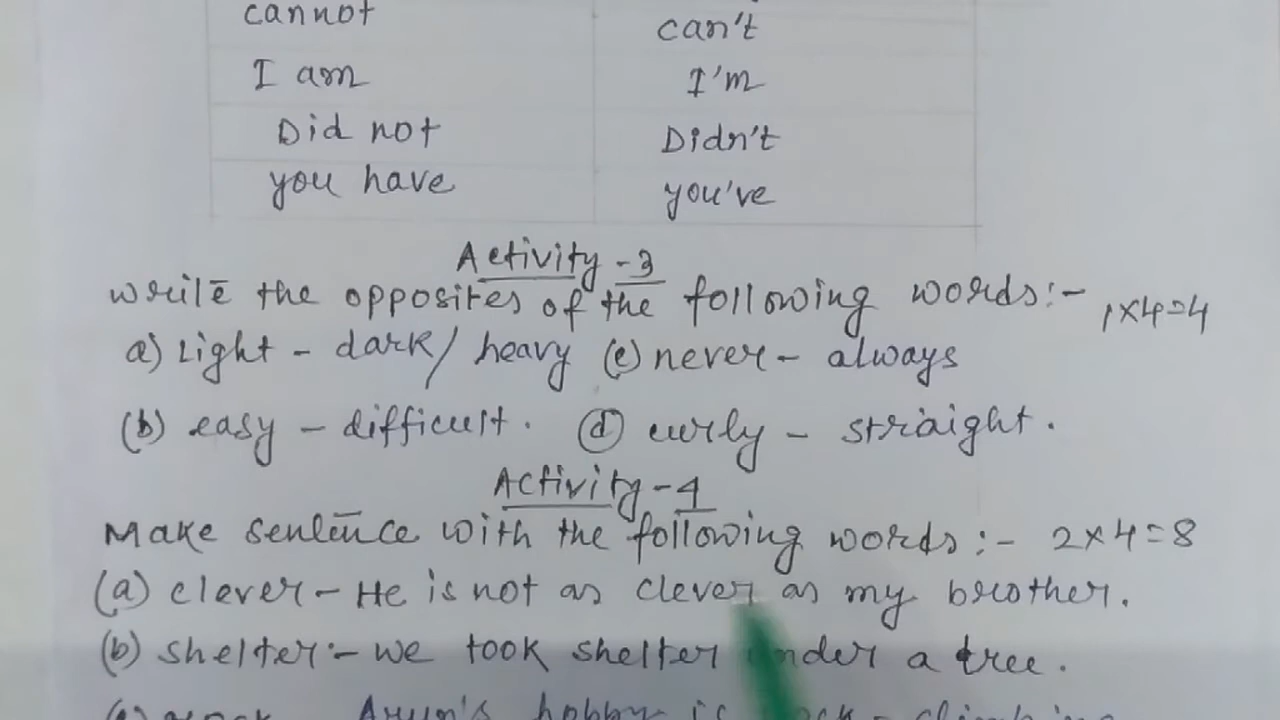 cannot can't
I am I'm
Did not Didn't
you have you've
Activity-3
write the opposites of the following words:- 1×4=4
a) Light - dark/ heavy (c) never - always
(b) easy - difficult. (d) curly - straight.
Activity-4
Make sentence with the following words:- 2×4=8
(a) clever - He is not as clever as my brother.
(b) shelter:- we took shelter under a tree.
Arun's hobby is